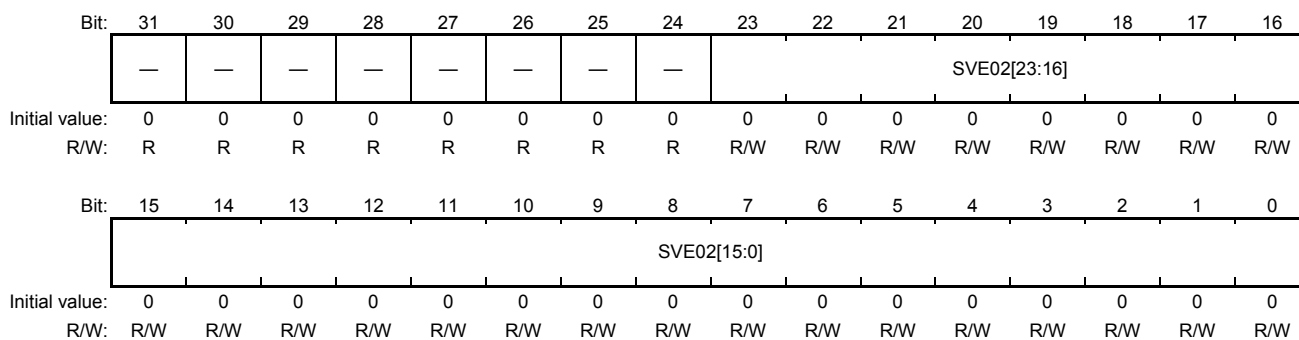 Bit: 31 30 29 28 27 26 25 24 23 22 21 20 19 18 17 16
— — — — — — — — SVE02[23:16]
Initial value: 0 0 0 0 0 0 0 0 0 0 0 0 0 0 0 0
R/W: R R R R R R R R R/W R/W R/W R/W R/W R/W R/W R/W
Bit: 15 14 13 12 11 10 9 8 7 6 5 4 3 2 1 0
SVE02[15:0]
Initial value: 0 0 0 0 0 0 0 0 0 0 0 0 0 0 0 0
R/W: R/W R/W R/W R/W R/W R/W R/W R/W R/W R/W R/W R/W R/W R/W R/W R/W